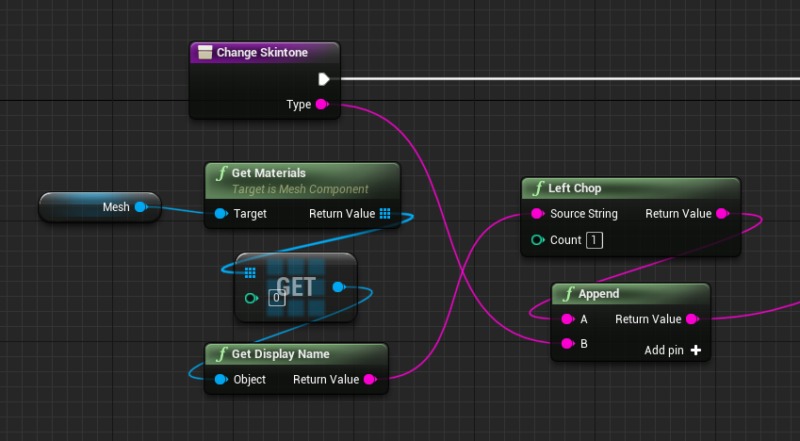 Change Skintone
Type
f Get Materials
Target is Mesh Component
Mesh
Target Return Value
GET
0
f Get Display Name
Object Return Value
f Left Chop
Source String Return Value
Count 1
f Append
A Return Value
B
Add pin